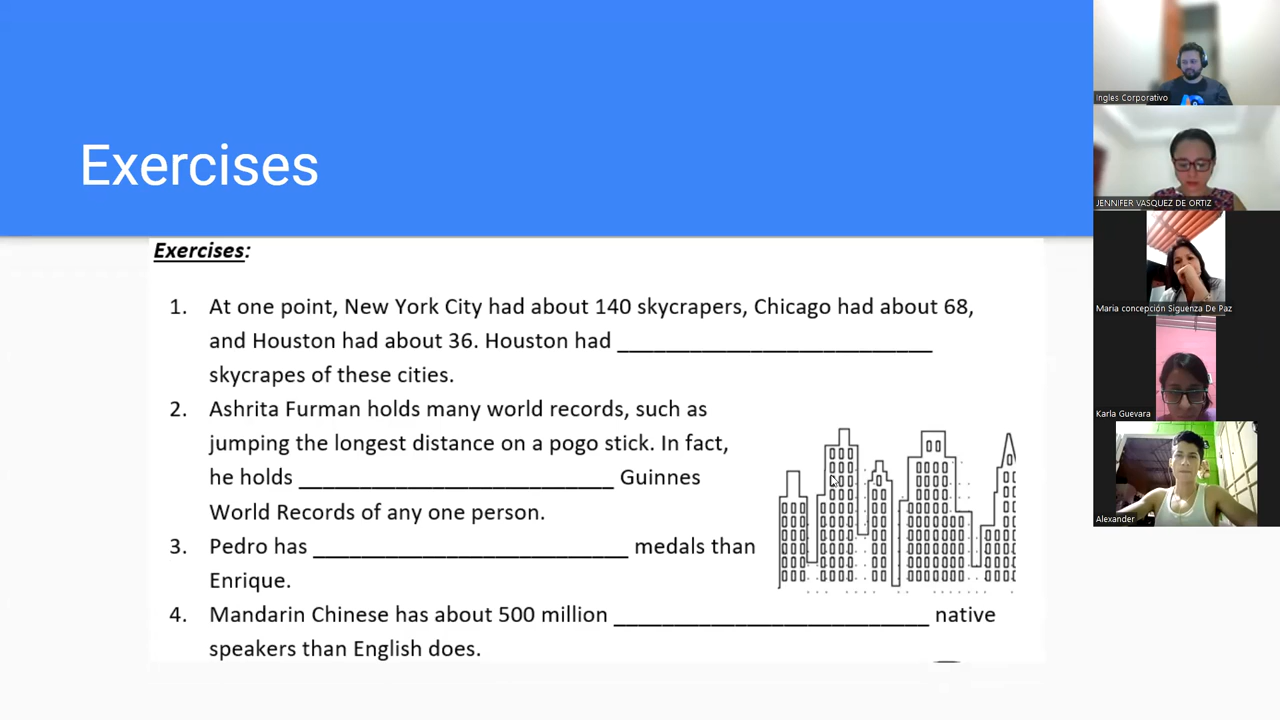 Exercises
Exercises:
1. At one point, New York City had about 140 skycrapers, Chicago had about 68,
and Houston had about 36. Houston had __________________________
skycrapes of these cities.
2. Ashrita Furman holds many world records, such as
jumping the longest distance on a pogo stick. In fact,
he holds __________________________ Guinnes
World Records of any one person.
3. Pedro has __________________________ medals than
Enrique.
4. Mandarin Chinese has about 500 million __________________________ native
speakers than English does.
Ingles Corporativo
JENNIFER VASQUEZ DE ORTIZ
Maria concepción Siguenza De Paz
Karla Guevara
Alexander